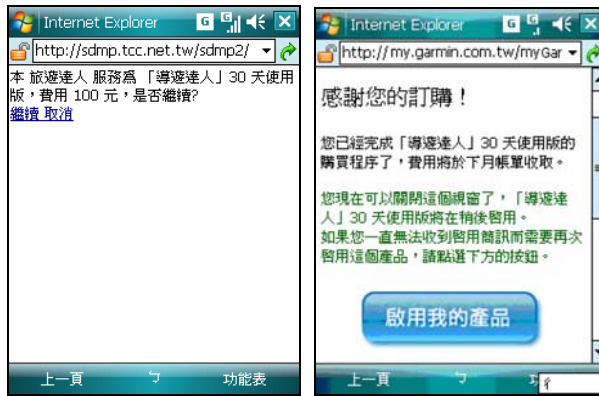 Internet Explorer
http://sdmp.tcc.net.tw/sdmp2/
本 旅遊達人 服務為 「導遊達人」30 天使用
版，費用 100 元，是否繼續?
繼續 取消
上一頁 功能表
Internet Explorer
http://my.garmin.com.tw/myGar
感謝您的訂購！
您已經完成「導遊達人」30 天使用版的
購買程序了，費用將於下月帳單收取。
您現在可以關閉這個視窗了，「導遊達
人」30 天使用版將在稍後啟用。
如果您一直無法收到啟用簡訊而需要再次
啟用這個產品，請點選下方的按鈕。
啟用我的產品
上一頁